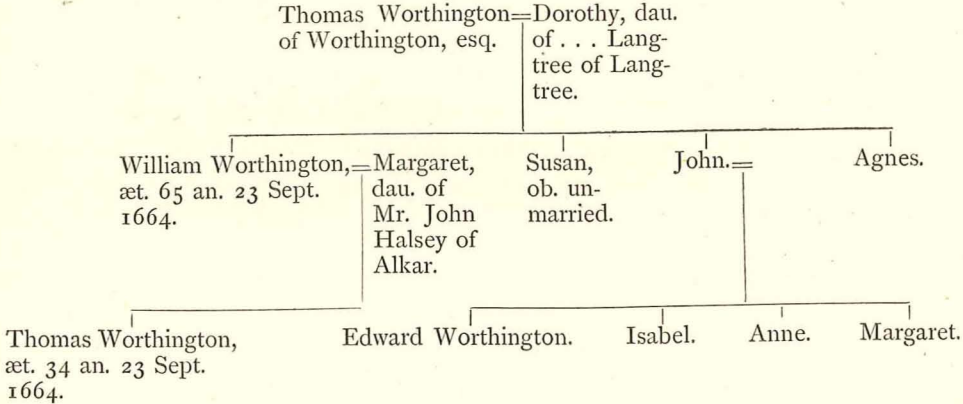 Thomas Worthington=Dorothy, dau.
of Worthington, esq.
of . . . Lang-
tree of Lang-
tree.
William Worthington,=Margaret,
æt. 65 an. 23 Sept.
1664.
dau. of
Mr. John
Halsey of
Alkar.
Susan,
ob. un-
married.
John.=
Agnes.
Thomas Worthington,
æt. 34 an. 23 Sept.
1664.
Edward Worthington.
Isabel.
Anne.
Margaret.